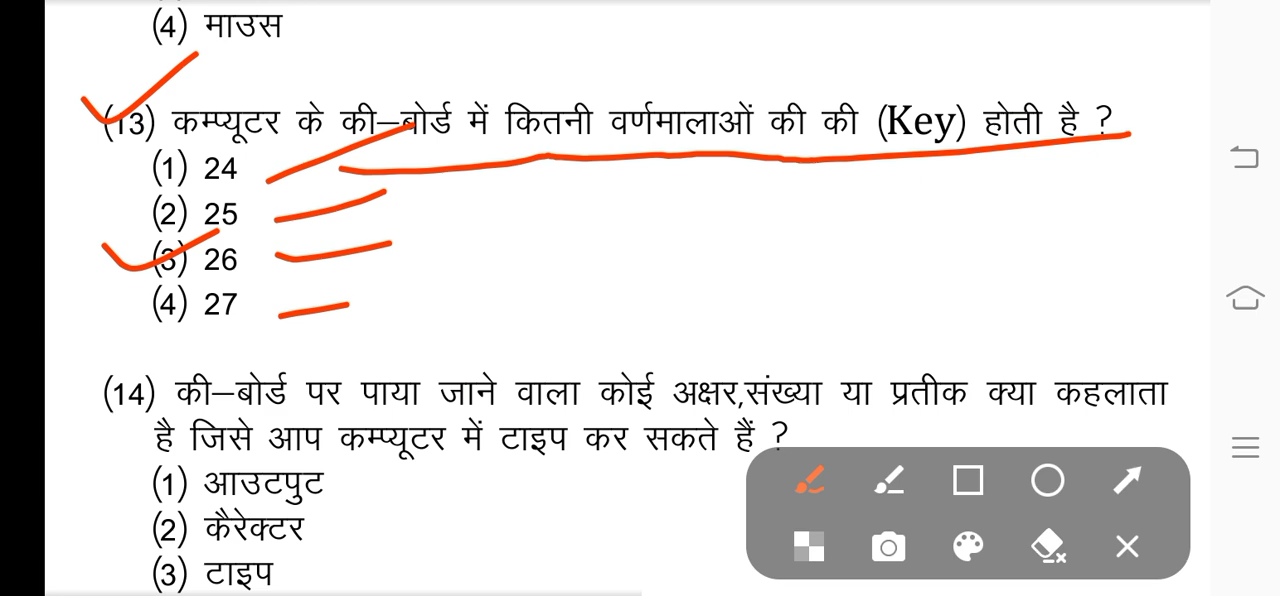 (4) माउस
(13) कम्प्यूटर के की–बोर्ड में कितनी वर्णमालाओं की की (Key) होती है ?
(1) 24
(2) 25
(3) 26
(4) 27
(14) की–बोर्ड पर पाया जाने वाला कोई अक्षर,संख्या या प्रतीक क्या कहलाता
है जिसे आप कम्प्यूटर में टाइप कर सकते हैं ?
(1) आउटपुट
(2) कैरेक्टर
(3) टाइप